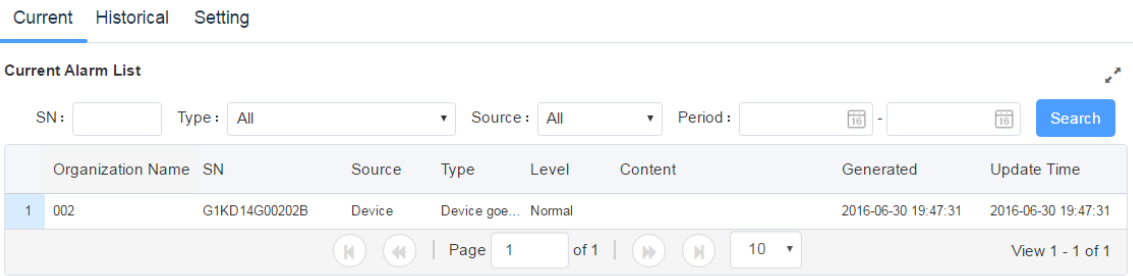 Current Historical Setting
Current Alarm List
SN : Type : All Source : All Period : 16 - 16 Search
Organization Name SN Source Type Level Content Generated Update Time
1 002 G1KD14G00202B Device Device goe... Normal 2016-06-30 19:47:31 2016-06-30 19:47:31
Page 1 of 1 10 View 1 - 1 of 1